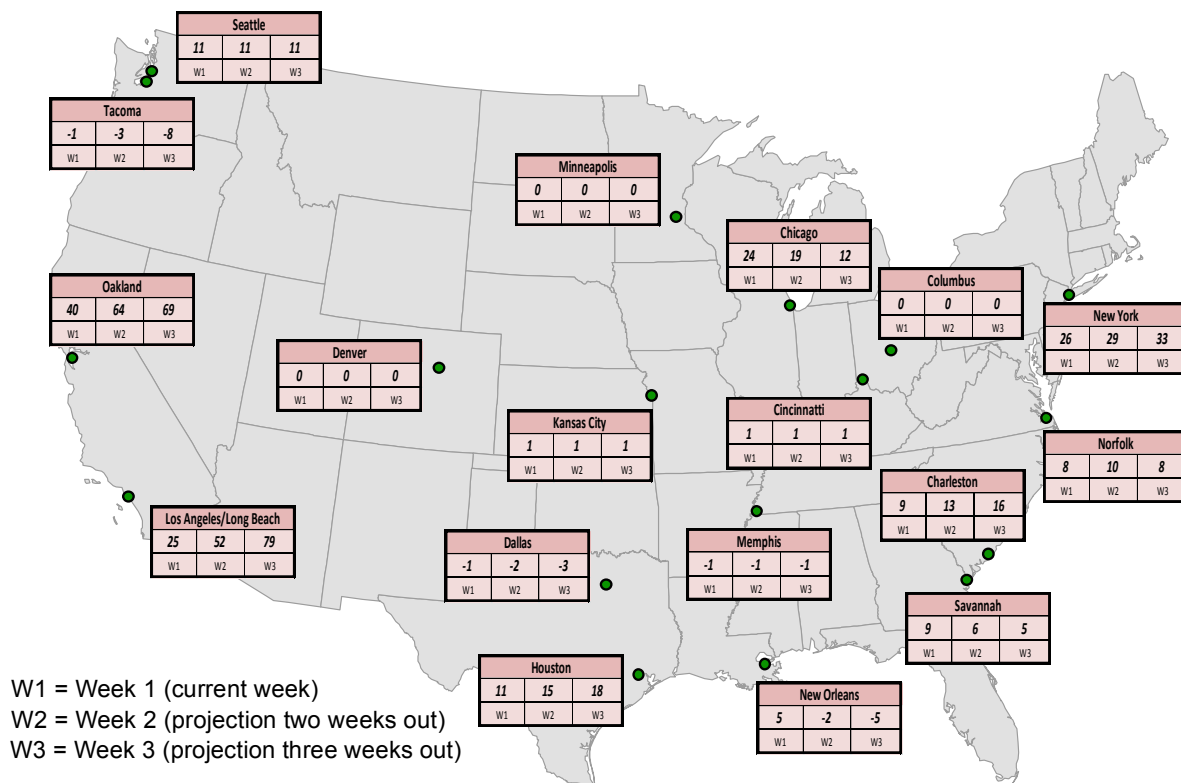 Seattle
11 11 11
W1 W2 W3
Tacoma
-1 -3 -8
W1 W2 W3
Minneapolis
0 0 0
W1 W2 W3
Chicago
24 19 12
W1 W2 W3
Columbus
0 0 0
W1 W2 W3
Oakland
40 64 69
W1 W2 W3
New York
26 29 33
W1 W2 W3
Denver
0 0 0
W1 W2 W3
Kansas City
1 1 1
W1 W2 W3
Cincinnatti
1 1 1
W1 W2 W3
Norfolk
8 10 8
W1 W2 W3
Charleston
9 13 16
W1 W2 W3
Los Angeles/Long Beach
25 52 79
W1 W2 W3
Dallas
-1 -2 -3
W1 W2 W3
Memphis
-1 -1 -1
W1 W2 W3
Savannah
9 6 5
W1 W2 W3
Houston
11 15 18
W1 W2 W3
New Orleans
5 -2 -5
W1 W2 W3
W1 = Week 1 (current week)
W2 = Week 2 (projection two weeks out)
W3 = Week 3 (projection three weeks out)